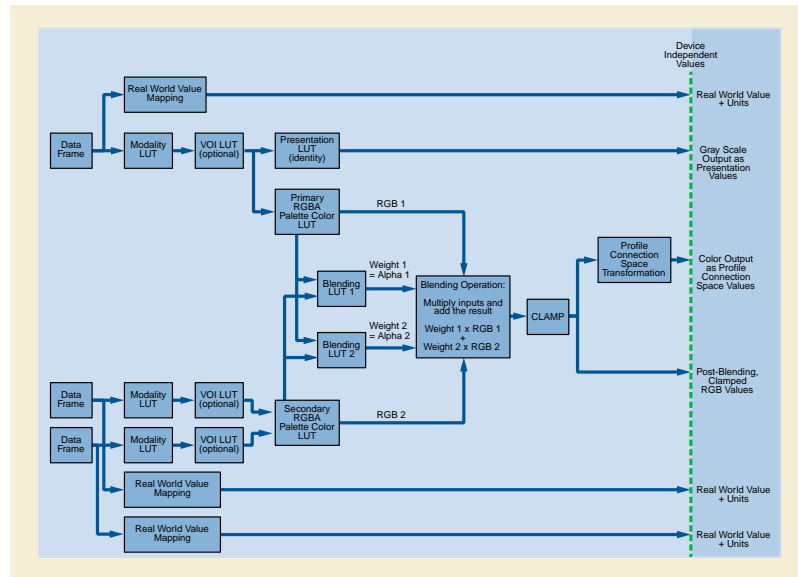 Device
Independent
Values
Real World Value
Mapping
Real World Value
+ Units
Data
Frame
Modality
LUT
VOI LUT
(optional)
Presentation
LUT
(identity)
Gray Scale
Output as
Presentation
Values
Primary
RGBA
Palette Color
LUT
RGB 1
Profile
Connection
Space
Transformation
Color Output
as Profile
Connection
Space Values
Blending
LUT 1
Weight 1
= Alpha 1
Blending Operation:
Multiply inputs and
add the result
Weight 1 x RGB 1
+
Weight 2 x RGB 2
CLAMP
Blending
LUT 2
Weight 2
= Alpha 2
Post-Blending,
Clamped
RGB Values
Data
Frame
Modality
LUT
VOI LUT
(optional)
Secondary
RGBA
Palette Color
LUT
RGB 2
Data
Frame
Modality
LUT
VOI LUT
(optional)
Real World Value
Mapping
Real World Value
+ Units
Real World Value
Mapping
Real World Value
+ Units